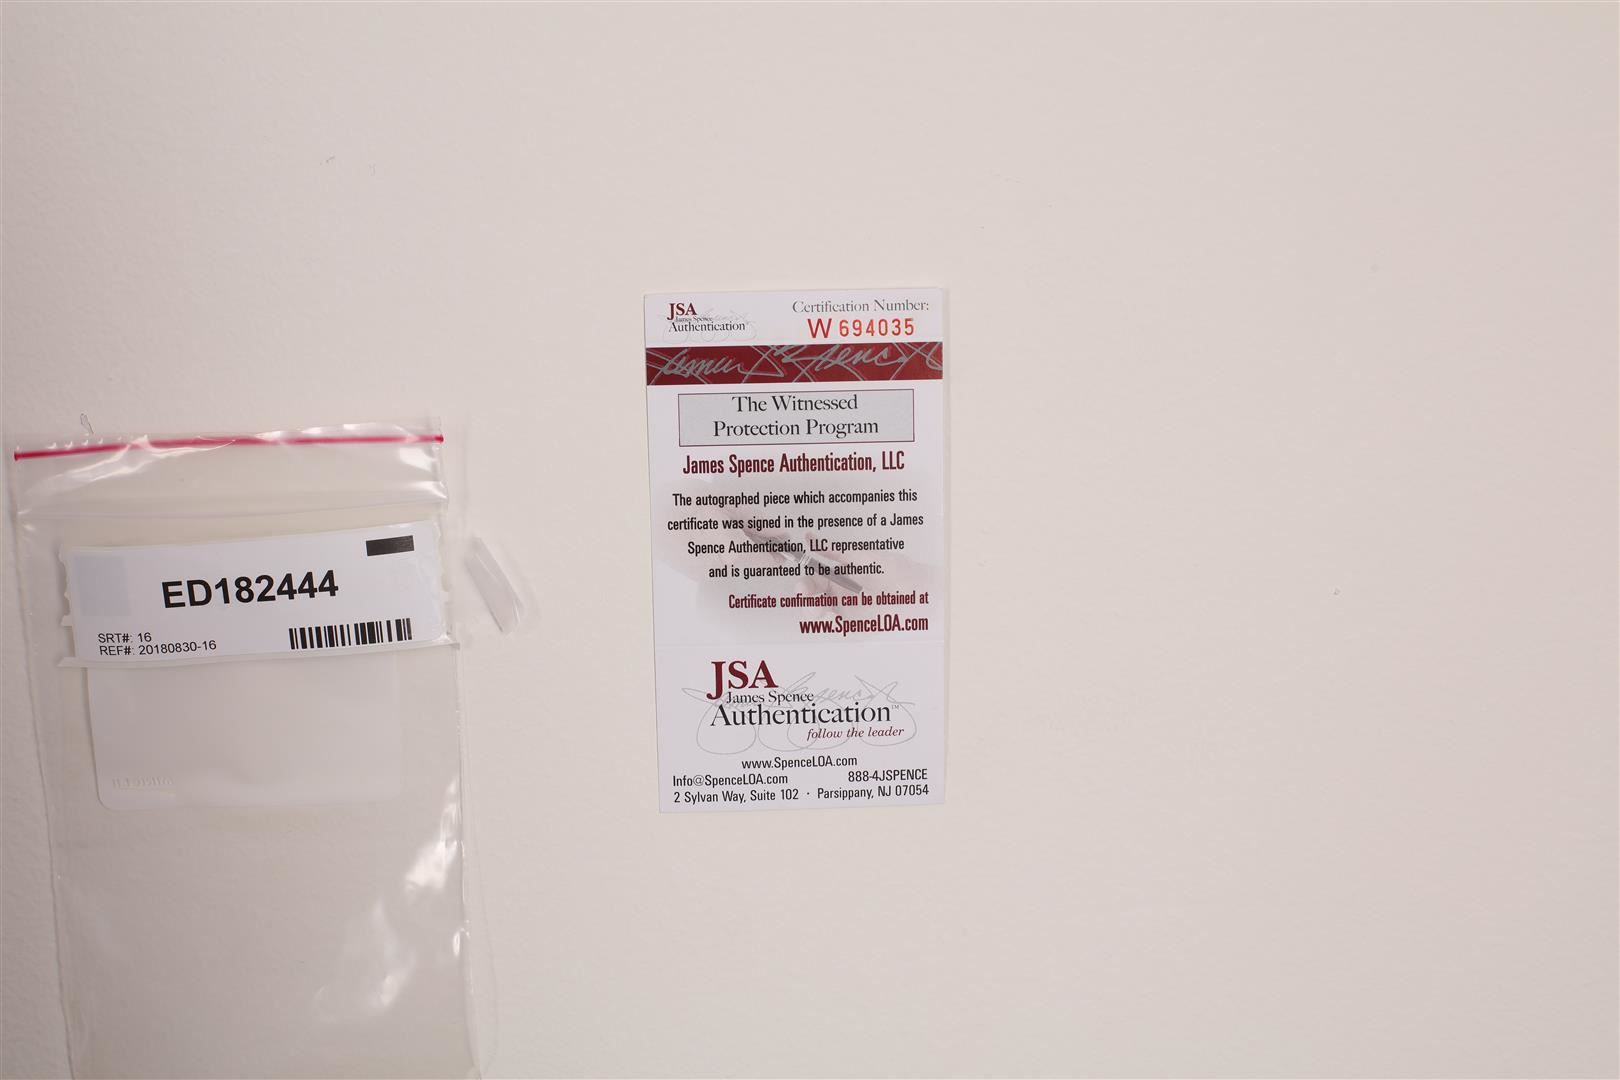 JSA
James Spence
Authentication
Certification Number:
W 694035
The Witnessed
Protection Program
James Spence Authentication, LLC
The autographed piece which accompanies this
certificate was signed in the presence of a James
Spence Authentication, LLC representative
and is guaranteed to be authentic.
Certificate confirmation can be obtained at
www.SpenceLOA.com
JSA
James Spence
Authentication™
follow the leader
www.SpenceLOA.com
Info@SpenceLOA.com 888-4JSPENCE
2 Sylvan Way, Suite 102 · Parsippany, NJ 07054
ED182444
SRT#: 16
REF#: 20180830-16